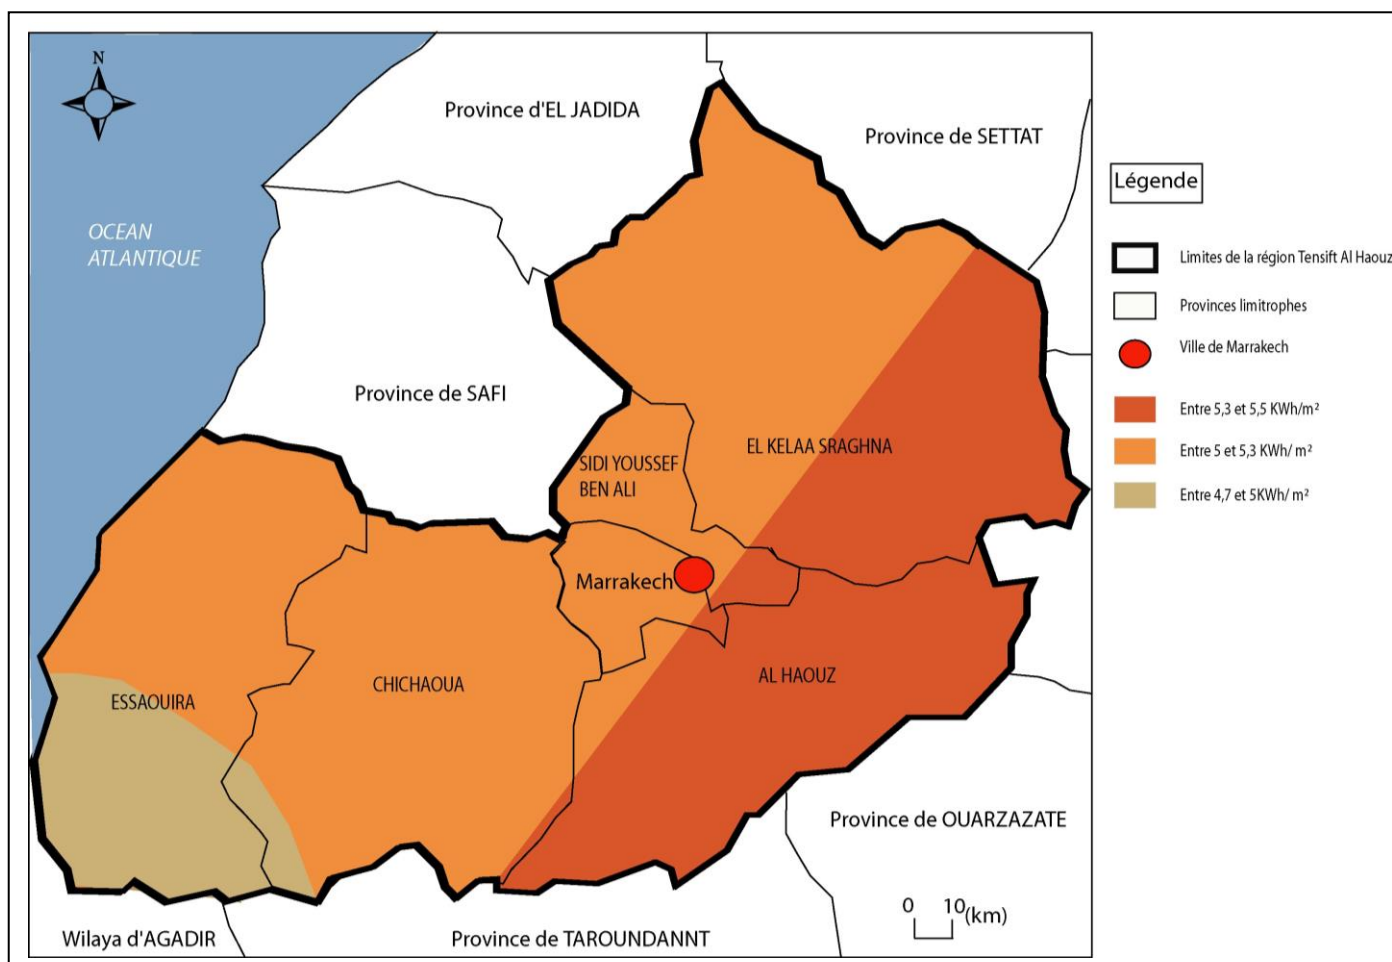 N
Province d'EL JADIDA
Province de SETTAT
OCEAN
ATLANTIQUE
Province de SAFI
EL KELAA SRAGHNA
SIDI YOUSSEF
BEN ALI
Marrakech
ESSAOUIRA
CHICHAOUA
AL HAOUZ
Province de OUARZAZATE
Wilaya d'AGADIR
Province de TAROUNDANNT
0 10 (km)
Légende
Limites de la région Tensift Al Haouz
Provinces limitrophes
Ville de Marrakech
Entre 5,3 et 5,5 KWh/m²
Entre 5 et 5,3 KWh/ m²
Entre 4,7 et 5KWh/ m²